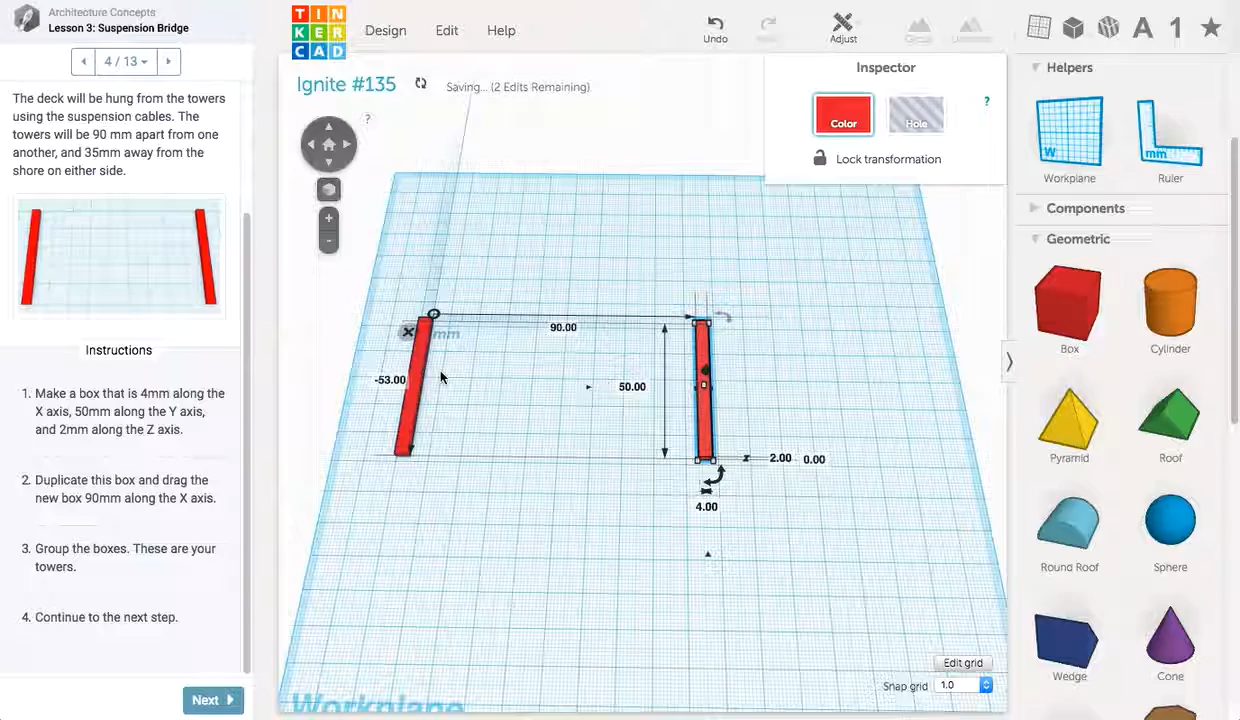 Architecture Concepts
Lesson 3: Suspension Bridge
4 / 13
The deck will be hung from the towers
using the suspension cables. The
towers will be 90 mm apart from one
another, and 35mm away from the
shore on either side.
Instructions
1. Make a box that is 4mm along the
X axis, 50mm along the Y axis,
and 2mm along the Z axis.
2. Duplicate this box and drag the
new box 90mm along the X axis.
3. Group the boxes. These are your
towers.
4. Continue to the next step.
Next
TIN
KER
CAD
Design
Edit
Help
Undo
Adjust
Ignite #135
Saving... (2 Edits Remaining)
?
Inspector
Color
Hole
?
Lock transformation
90.00
mm
-53.00
50.00
2.00
0.00
4.00
Workplane
Edit grid
Snap grid
1.0
A
1
Helpers
W
Workplane
mm
Ruler
Components
Geometric
Box
Cylinder
Pyramid
Roof
Round Roof
Sphere
Wedge
Cone